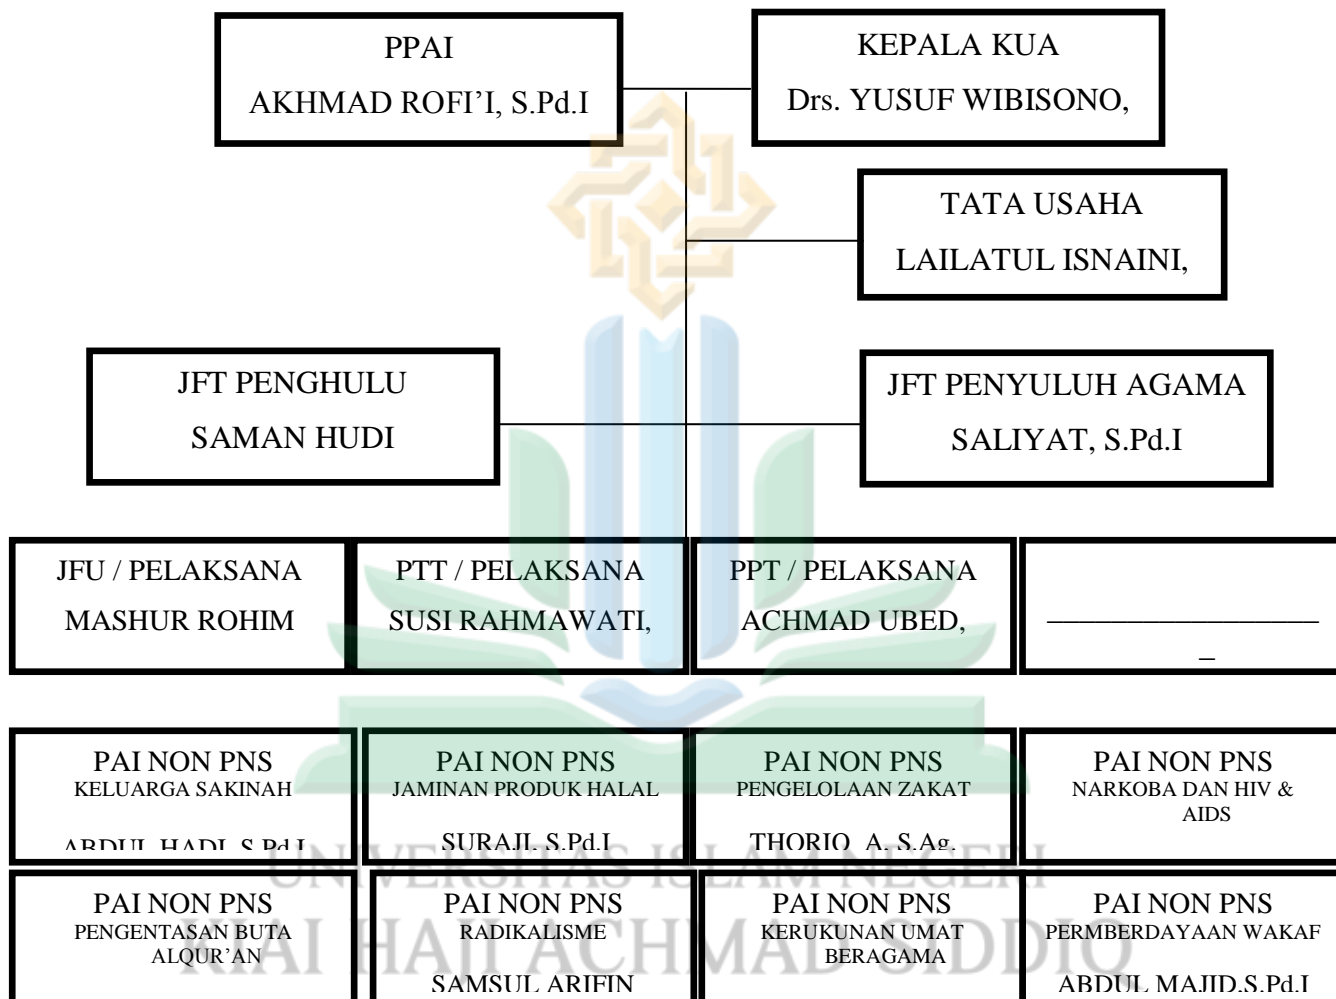 PPAI
AKHMAD ROFI’I, S.Pd.I
KEPALA KUA
Drs. YUSUF WIBISONO,
TATA USAHA
LAILATUL ISNAINI,
JFT PENGHULU
SAMAN HUDI
JFT PENYULUH AGAMA
SALIYAT, S.Pd.I
JFU / PELAKSANA
MASHUR ROHIM
PTT / PELAKSANA
SUSI RAHMAWATI,
PPT / PELAKSANA
ACHMAD UBED,
PAI NON PNS
KELUARGA SAKINAH
ABDUL HADI, S.Pd.I
PAI NON PNS
JAMINAN PRODUK HALAL
SURAJI, S.Pd.I
PAI NON PNS
PENGELOLAAN ZAKAT
THORIQ A, S.Ag.
PAI NON PNS
NARKOBA DAN HIV &
AIDS
UNIVERSITAS ISLAM NEGERI
PAI NON PNS
PENGENTASAN BUTA
ALQUR’AN
PAI NON PNS
RADIKALISME
SAMSUL ARIFIN
PAI NON PNS
KERUKUNAN UMAT
BERAGAMA
PAI NON PNS
PERMBERDAYAAN WAKAF
ABDUL MAJID,S.Pd.I
KIAI HAJI ACHMAD SIDDIQ